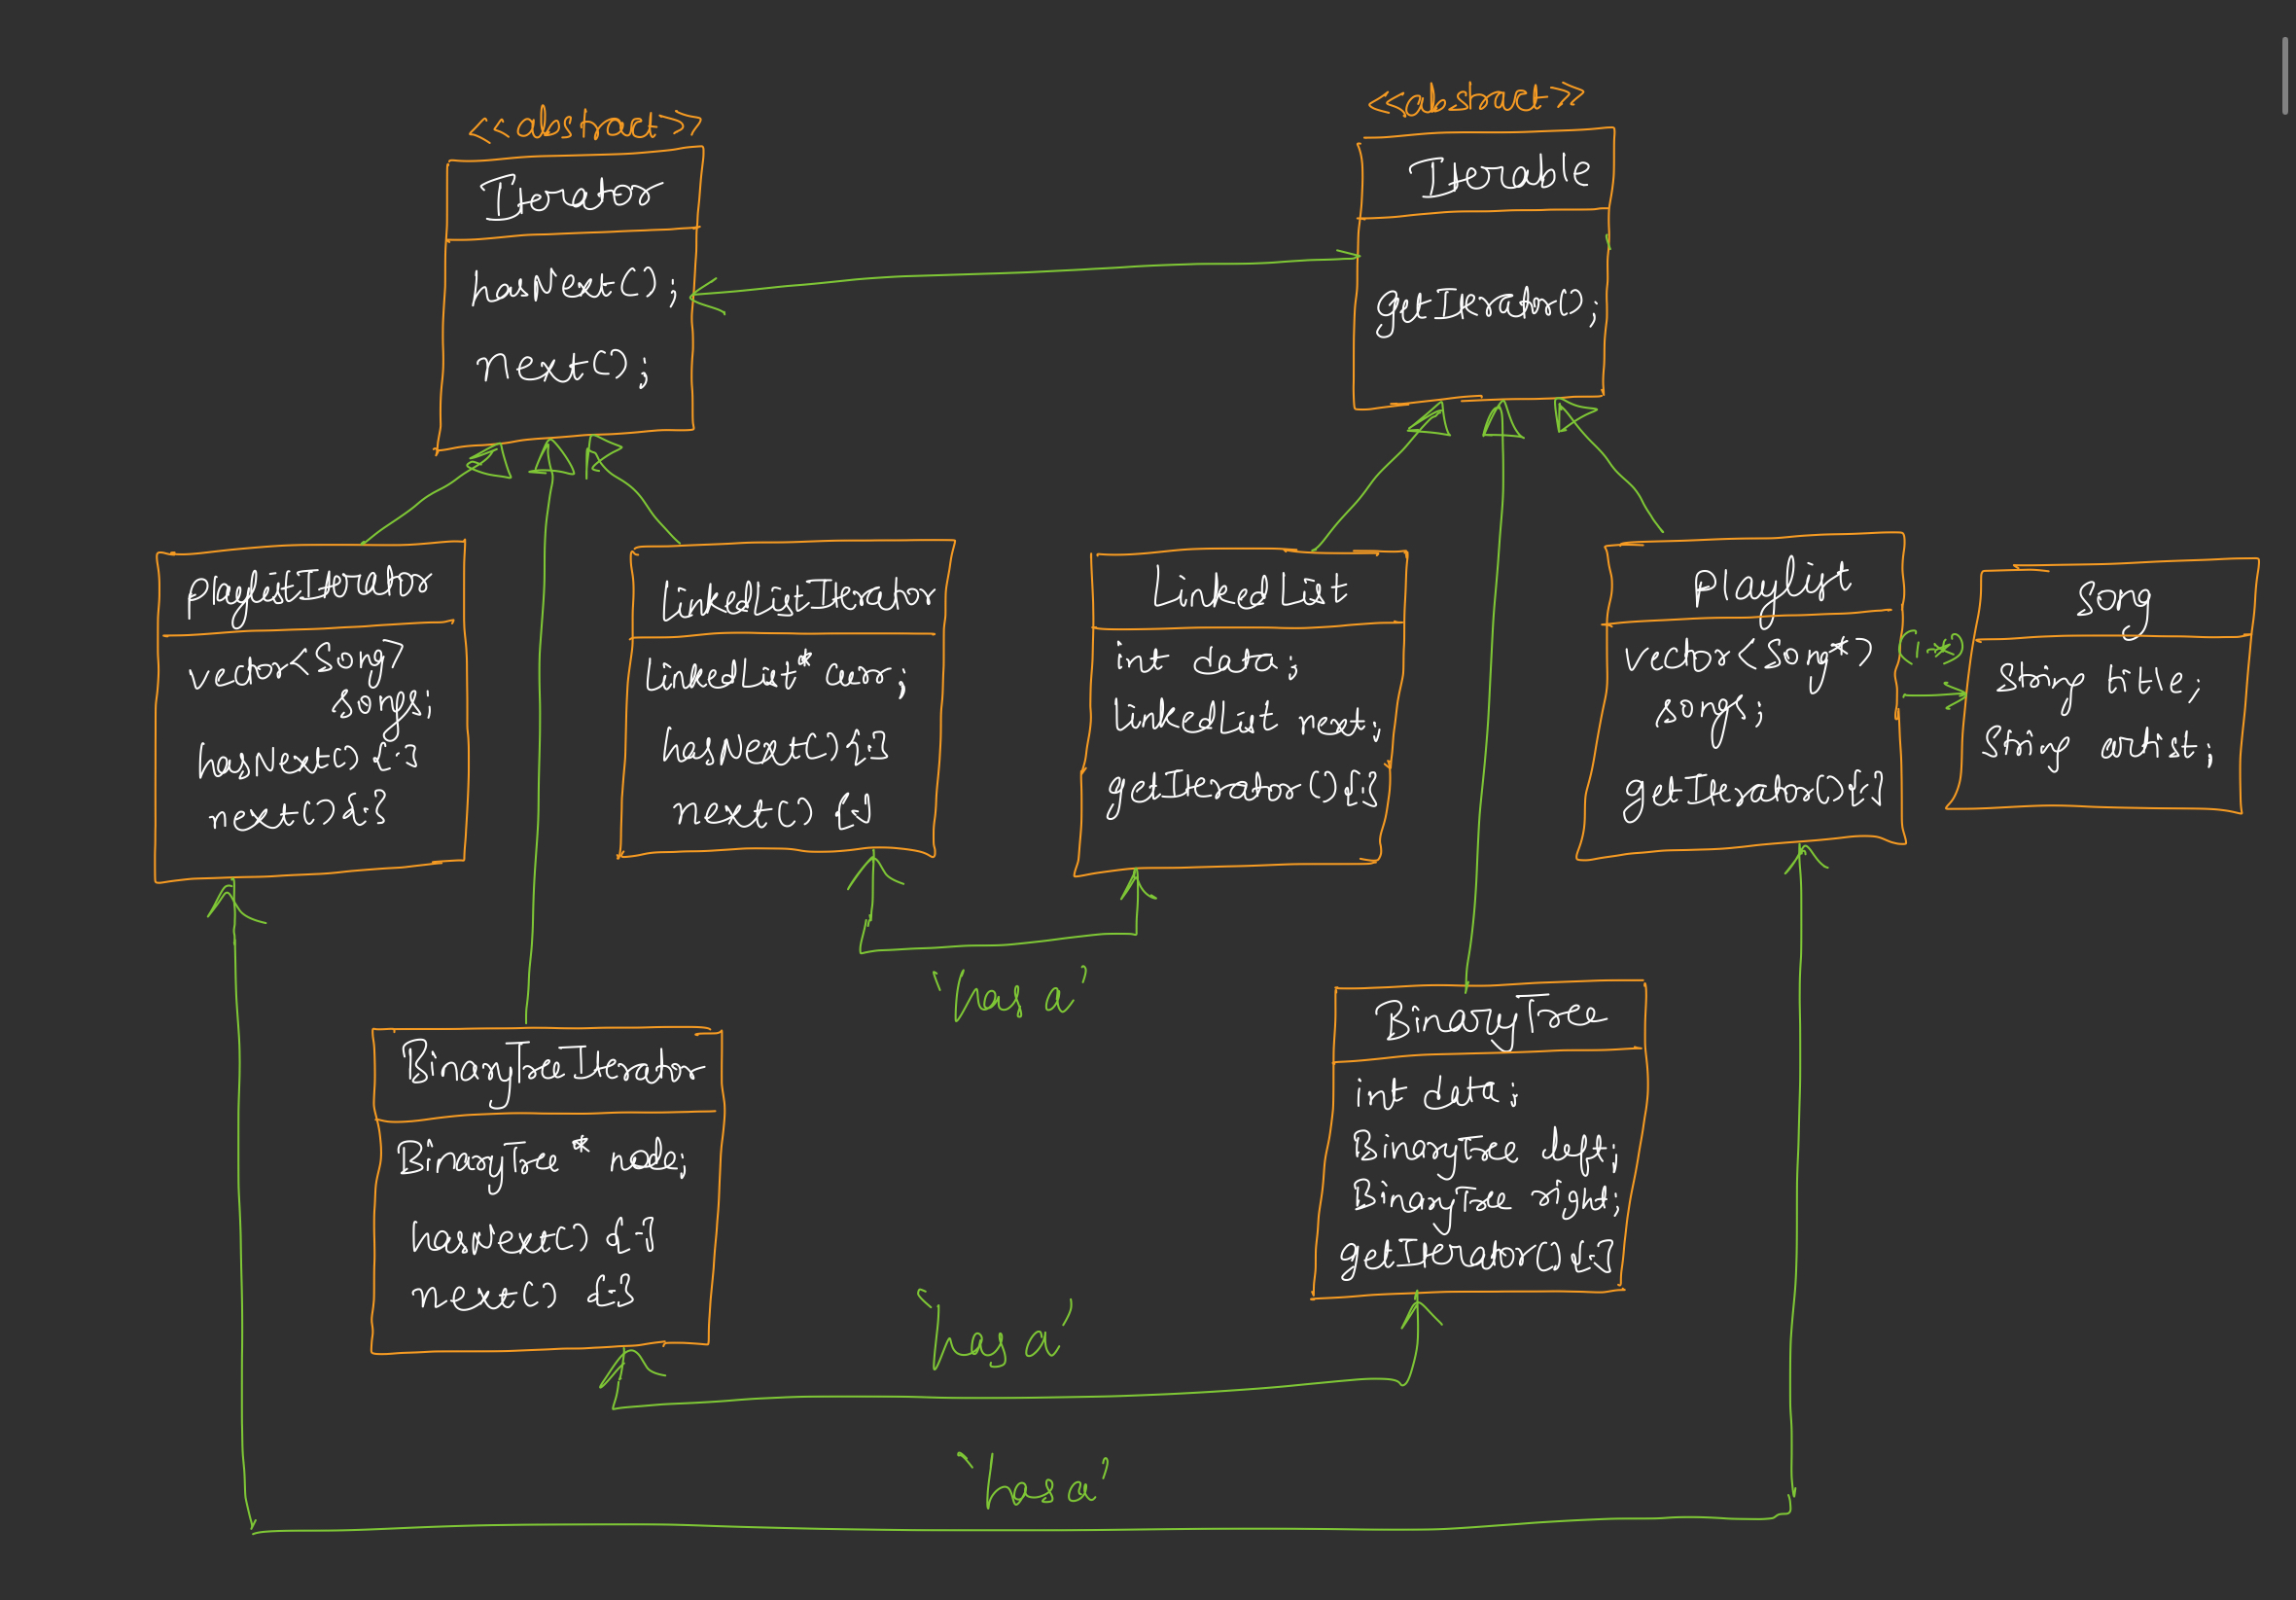 <<abstract>>
Iterator
hasNext();
next();
<<abstract>>
Iterable
getIterator();
PlaylistIterator
vector<Song>
songs;
hasNext() {...}
next() {...}
LinkedListIterator
LinkedList* curr;
hasNext() {...}
next() {...}
LinkedList
int data;
LinkedList next;
getIterator() {...}
Playlist
vector<Song*>
songs;
getIterator() {...}
(1..*)
Song
String title;
String artist;
'has a'
BinaryTreeIterator
BinaryTree* node;
hasNext() {...}
next() {...}
BinaryTree
int data;
BinaryTree left;
BinaryTree right;
getIterator() {...}
'has a'
'has a'